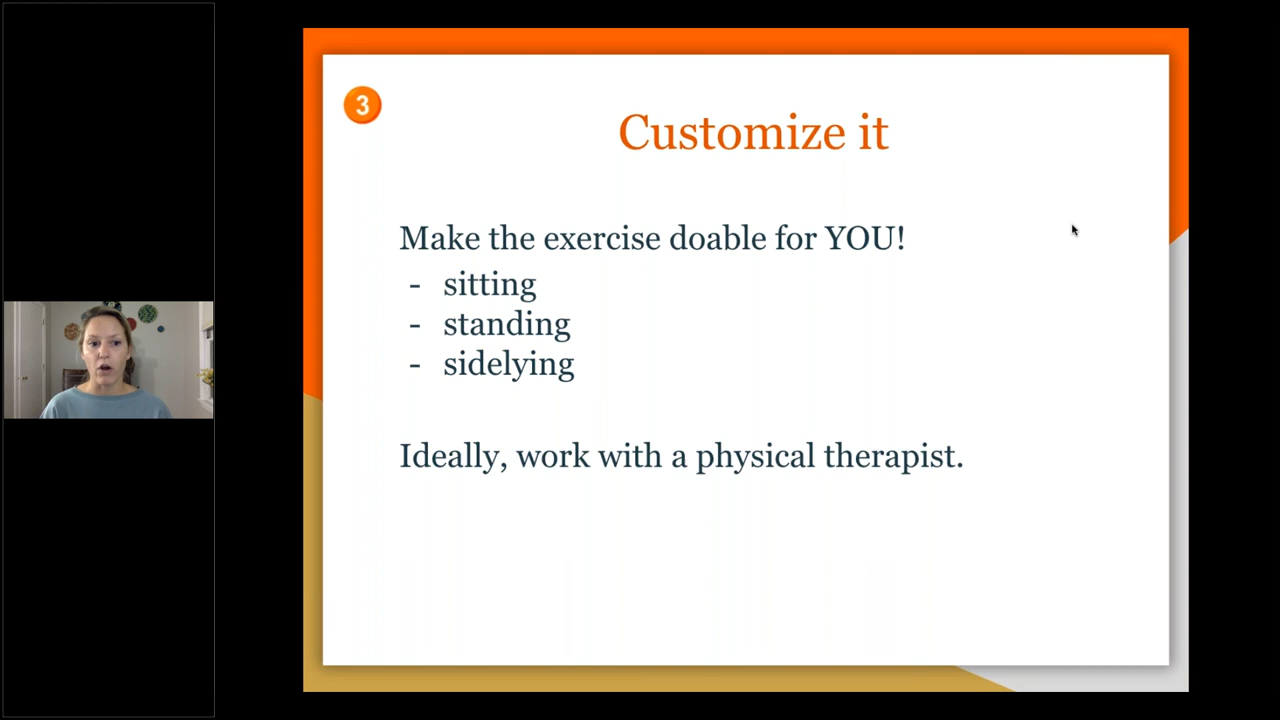 3
Customize it
Make the exercise doable for YOU!
- sitting
- standing
- sidelying
Ideally, work with a physical therapist.